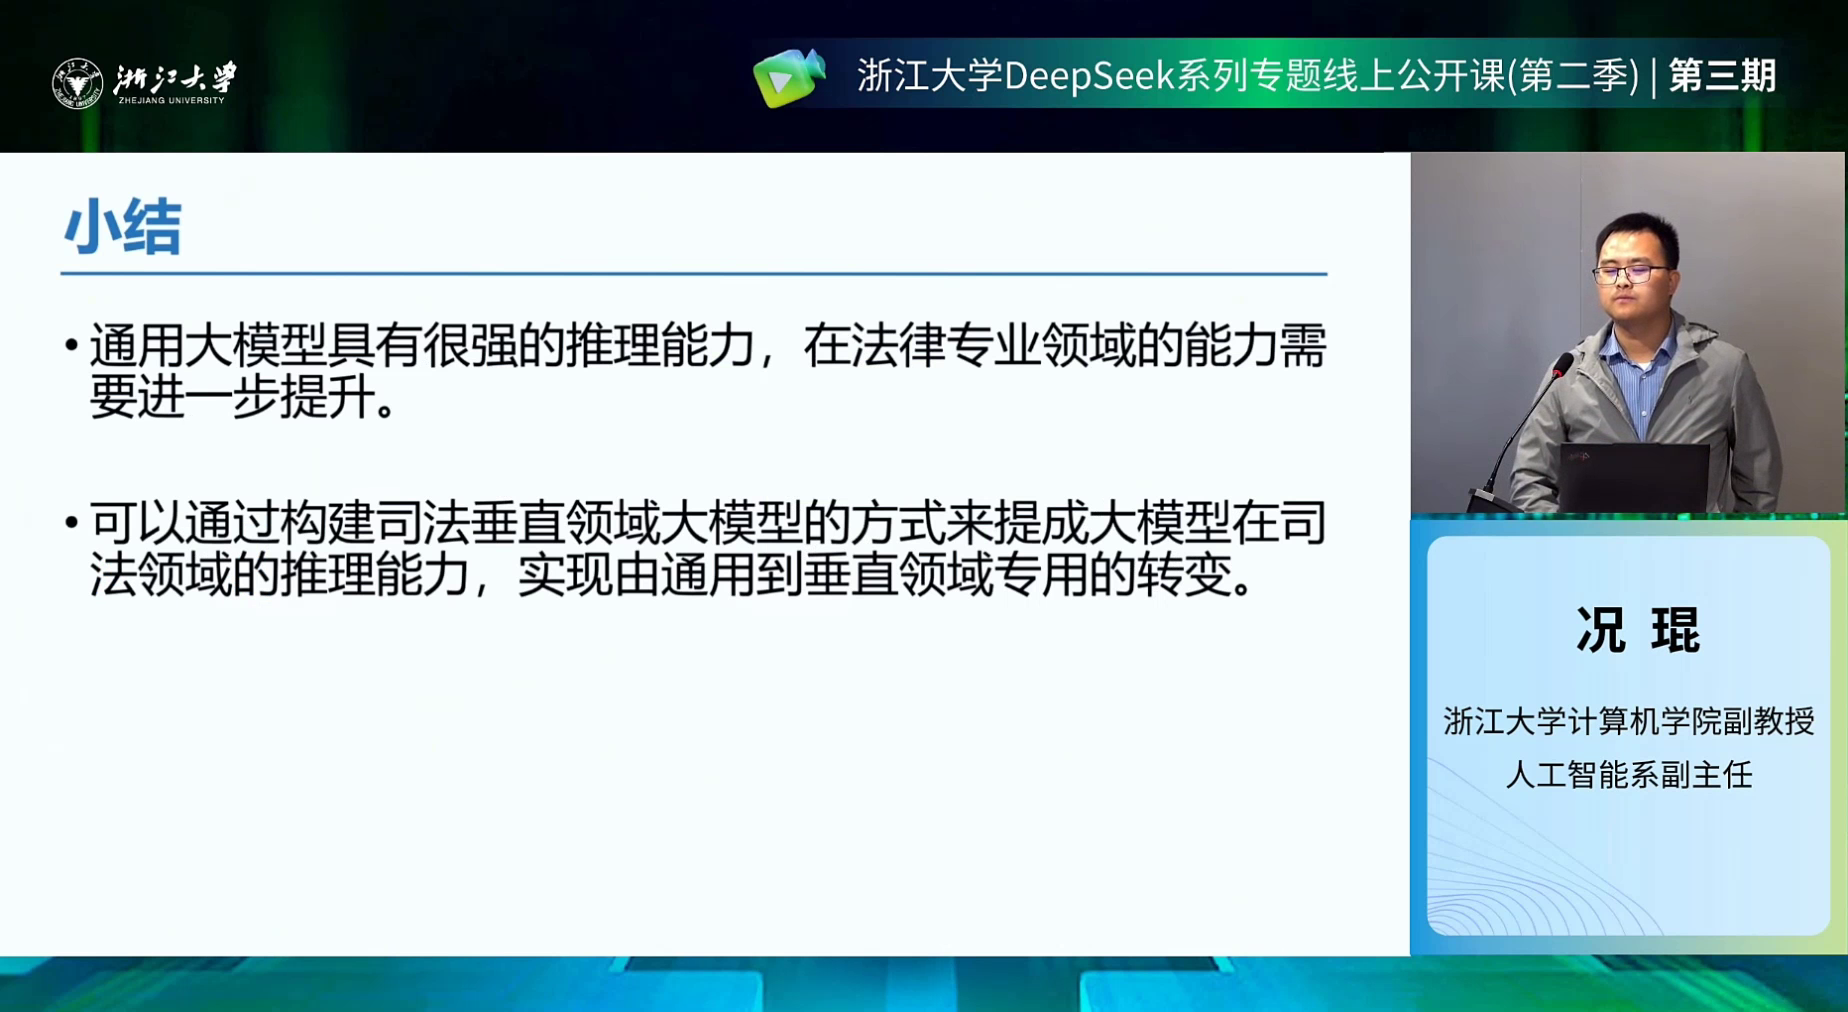 浙江大学
ZHEJIANG UNIVERSITY
浙江大学DeepSeek系列专题线上公开课(第二季) | 第三期
小结
• 通用大模型具有很强的推理能力，在法律专业领域的能力需
要进一步提升。
• 可以通过构建司法垂直领域大模型的方式来提成大模型在司
法领域的推理能力，实现由通用到垂直领域专用的转变。
况 琨
浙江大学计算机学院副教授
人工智能系副主任